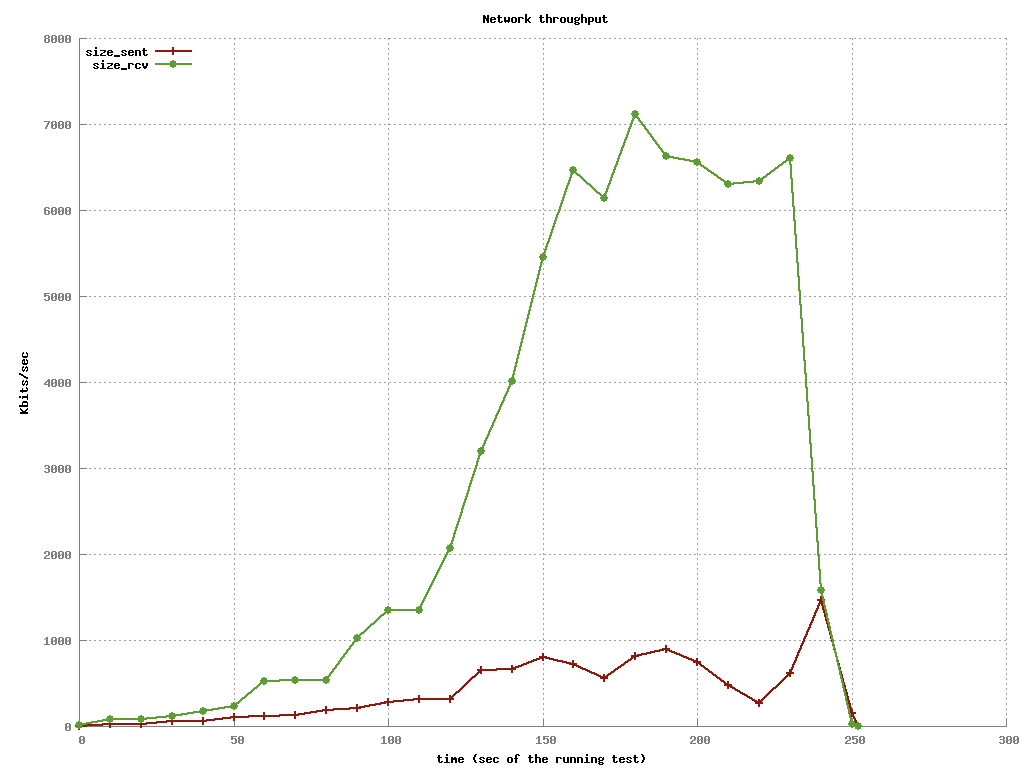 Network throughput
8000
size_sent
size_rcv
7000
6000
5000
4000
Kbits/sec
3000
2000
1000
0
0 50 100 150 200 250 300
time (sec of the running test)